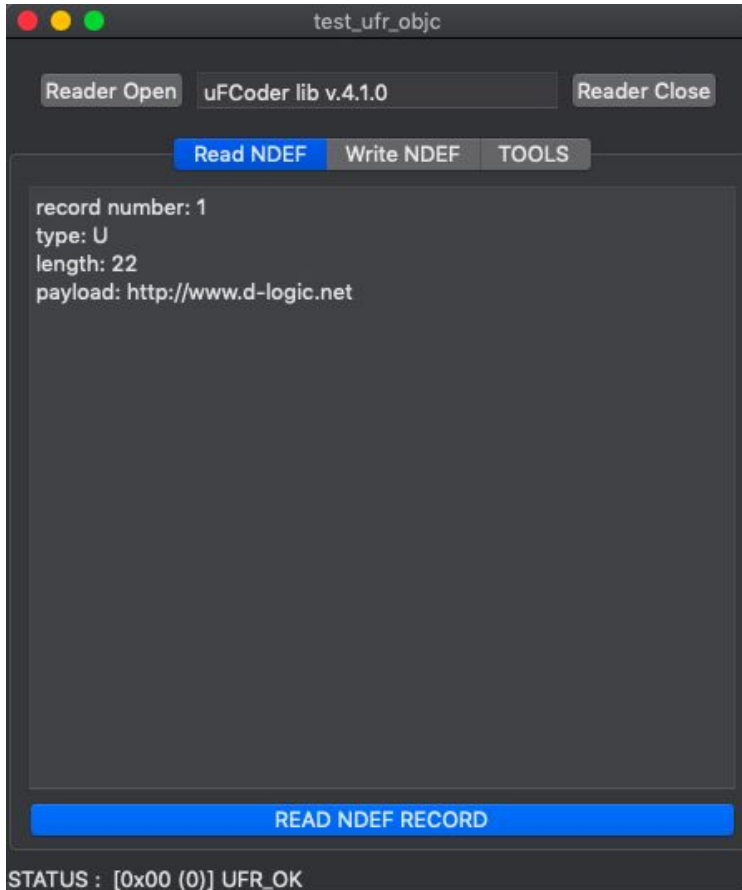 test_ufr_objc
Reader Open uFCoder lib v.4.1.0 Reader Close
Read NDEF Write NDEF TOOLS
record number: 1
type: U
length: 22
payload: http://www.d-logic.net
READ NDEF RECORD
STATUS : [0x00 (0)] UFR_OK